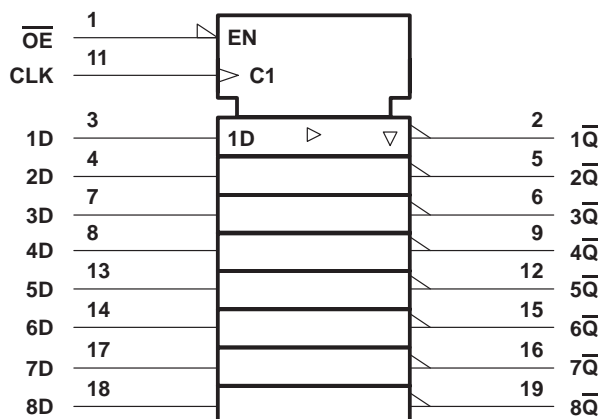 1
O̅E̅ EN
11
CLK C1
3 2
1D 1D 1Q̅
4 5
2D 2Q̅
7 6
3D 3Q̅
8 9
4D 4Q̅
13 12
5D 5Q̅
14 15
6D 6Q̅
17 16
7D 7Q̅
18 19
8D 8Q̅